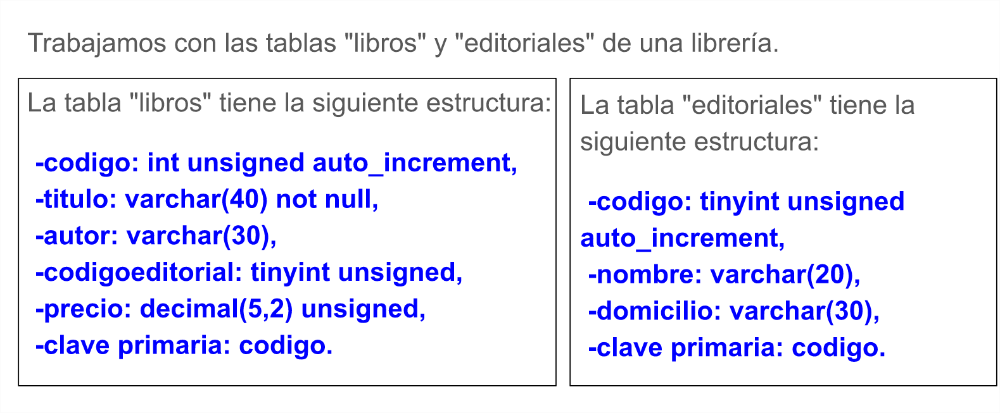 Trabajamos con las tablas "libros" y "editoriales" de una librería.
La tabla "libros" tiene la siguiente estructura:
-codigo: int unsigned auto_increment,
-titulo: varchar(40) not null,
-autor: varchar(30),
-codigoeditorial: tinyint unsigned,
-precio: decimal(5,2) unsigned,
-clave primaria: codigo.
La tabla "editoriales" tiene la
siguiente estructura:
-codigo: tinyint unsigned
auto_increment,
-nombre: varchar(20),
-domicilio: varchar(30),
-clave primaria: codigo.